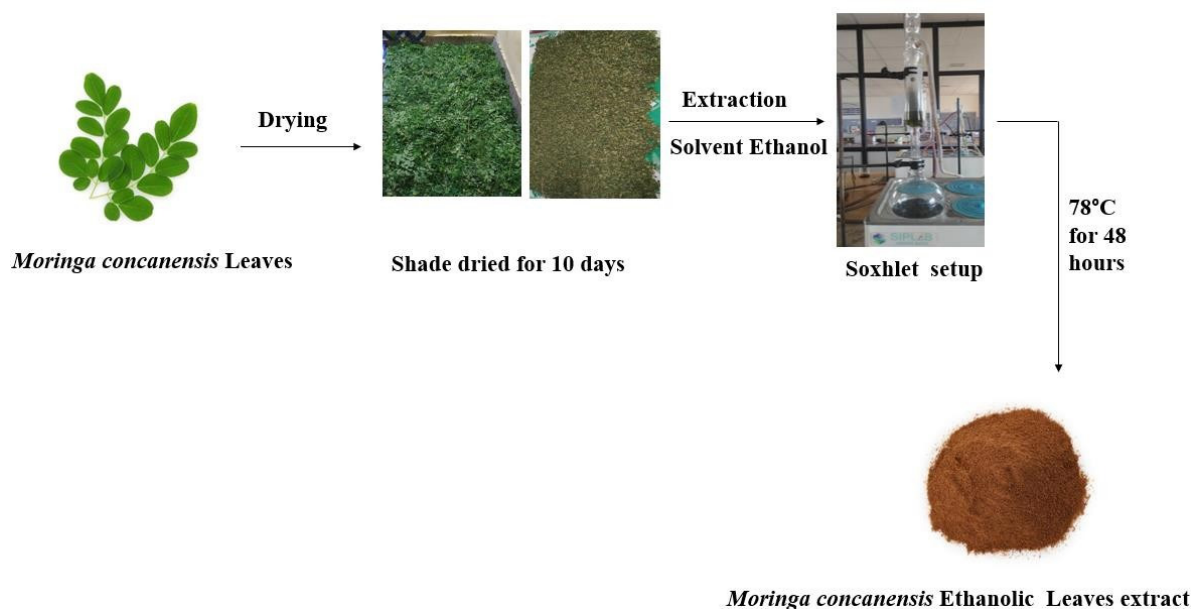 Drying
Extraction
Solvent Ethanol
78°C
for 48
hours
SIPLAB
Moringa concanensis Leaves
Shade dried for 10 days
Soxhlet setup
Moringa concanensis Ethanolic Leaves extract